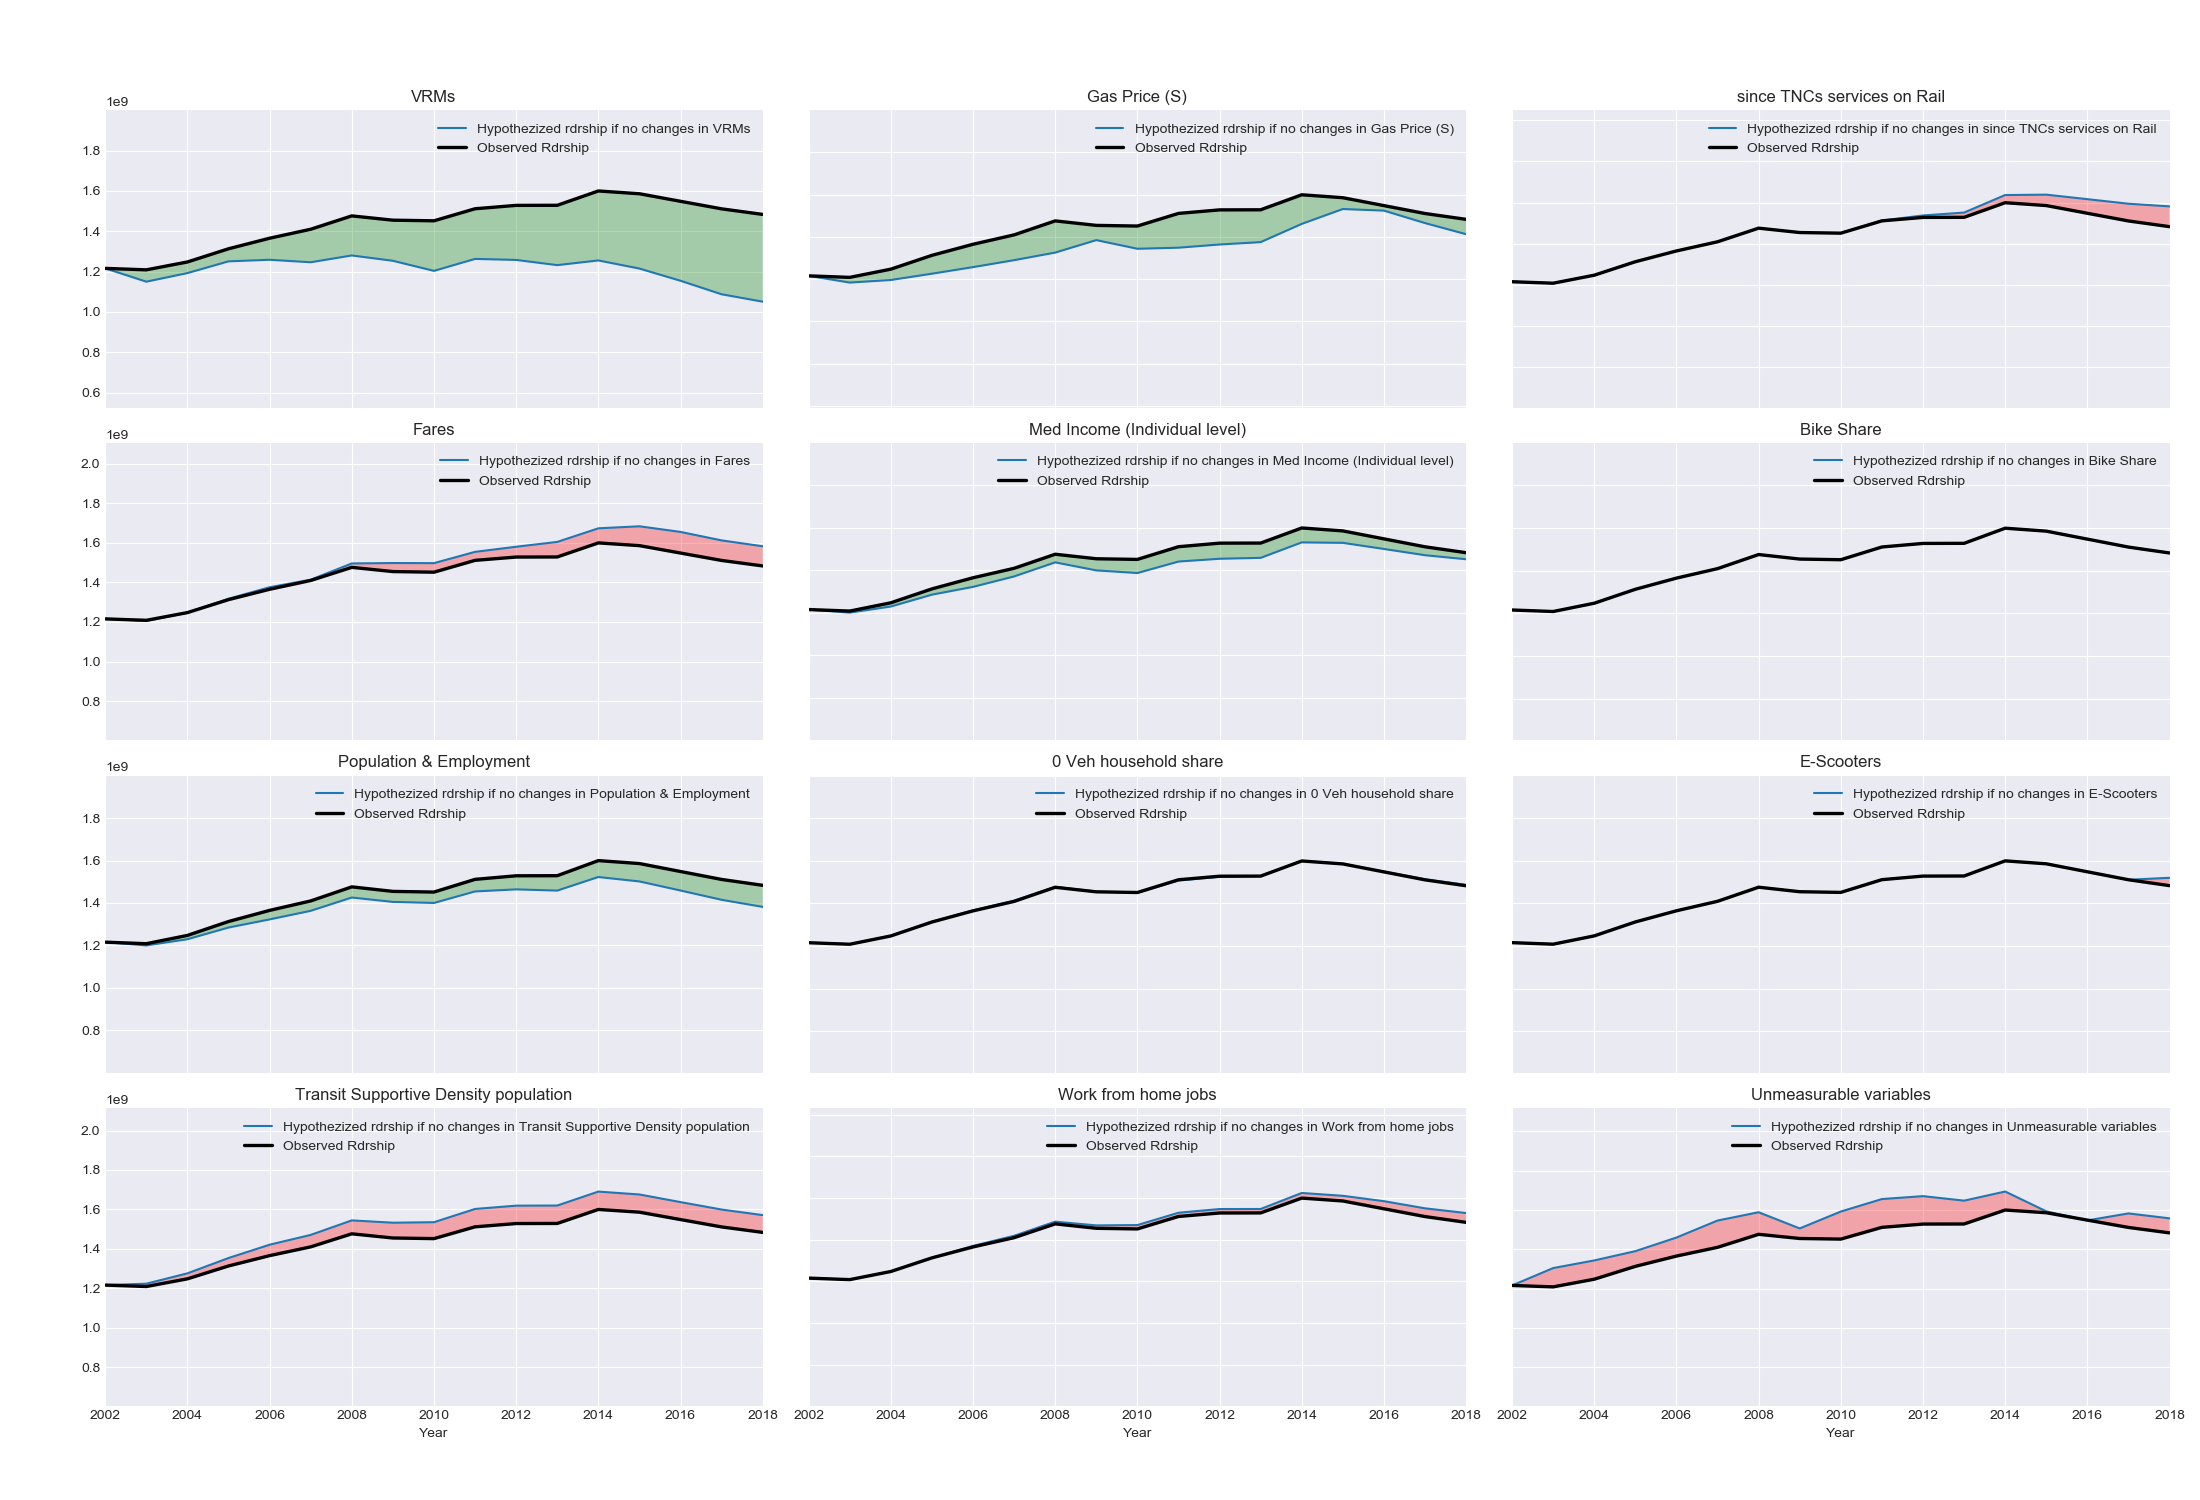 VRMs
1e9
Hypothezized rdrship if no changes in VRMs
Observed Rdrship
1.8
1.6
1.4
1.2
1.0
0.8
0.6
Gas Price (S)
Hypothezized rdrship if no changes in Gas Price (S)
Observed Rdrship
since TNCs services on Rail
Hypothezized rdrship if no changes in since TNCs services on Rail
Observed Rdrship
Fares
1e9
Hypothezized rdrship if no changes in Fares
Observed Rdrship
2.0
1.8
1.6
1.4
1.2
1.0
0.8
Med Income (Individual level)
Hypothezized rdrship if no changes in Med Income (Individual level)
Observed Rdrship
Bike Share
Hypothezized rdrship if no changes in Bike Share
Observed Rdrship
Population & Employment
1e9
Hypothezized rdrship if no changes in Population & Employment
Observed Rdrship
1.8
1.6
1.4
1.2
1.0
0.8
0 Veh household share
Hypothezized rdrship if no changes in 0 Veh household share
Observed Rdrship
E-Scooters
Hypothezized rdrship if no changes in E-Scooters
Observed Rdrship
Transit Supportive Density population
1e9
Hypothezized rdrship if no changes in Transit Supportive Density population
Observed Rdrship
2.0
1.8
1.6
1.4
1.2
1.0
0.8
2002 2004 2006 2008 2010 2012 2014 2016 2018
Year
Work from home jobs
Hypothezized rdrship if no changes in Work from home jobs
Observed Rdrship
2002 2004 2006 2008 2010 2012 2014 2016 2018
Year
Unmeasurable variables
Hypothezized rdrship if no changes in Unmeasurable variables
Observed Rdrship
2002 2004 2006 2008 2010 2012 2014 2016 2018
Year